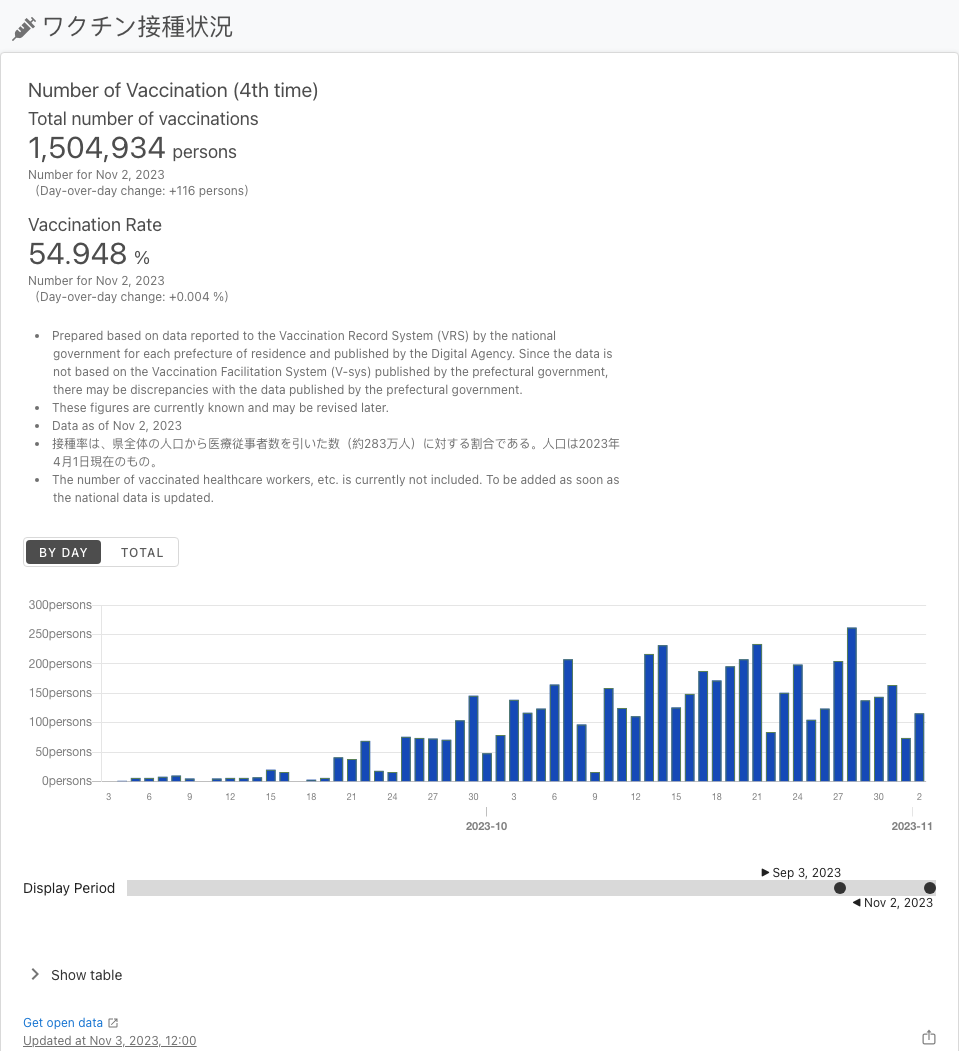 ワクチン接種状況
Number of Vaccination (4th time)
Total number of vaccinations
1,504,934 persons
Number for Nov 2, 2023
(Day-over-day change: +116 persons)
Vaccination Rate
54.948 %
Number for Nov 2, 2023
(Day-over-day change: +0.004 %)
• Prepared based on data reported to the Vaccination Record System (VRS) by the national
government for each prefecture of residence and published by the Digital Agency. Since the data is
not based on the Vaccination Facilitation System (V-sys) published by the prefectural government,
there may be discrepancies with the data published by the prefectural government.
• These figures are currently known and may be revised later.
• Data as of Nov 2, 2023
• 接種率は、県全体の人口から医療従事者数を引いた数（約283万人）に対する割合である。人口は2023年
4月1日現在のもの。
• The number of vaccinated healthcare workers, etc. is currently not included. To be added as soon as
the national data is updated.
BY DAY TOTAL
300persons
250persons
200persons
150persons
100persons
50persons
0persons
3 6 9 12 15 18 21 24 27 30 3 6 9 12 15 18 21 24 27 30 2
2023-10 2023-11
Sep 3, 2023
Display Period
Nov 2, 2023
Show table
Get open data
Updated at Nov 3, 2023, 12:00